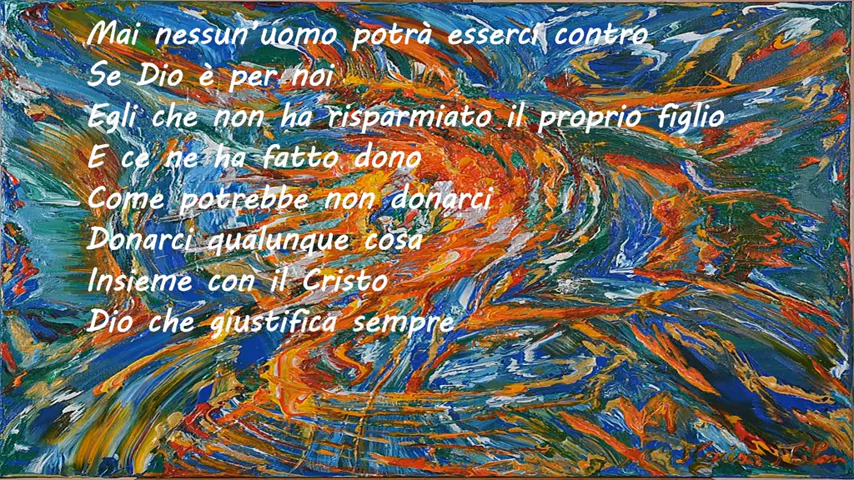 Mai nessun'uomo potrà esserci contro
Se Dio è per noi
Egli che non ha risparmiato il proprio figlio
E ce ne ha fatto dono
Come potrebbe non donarci
Donarci qualunque cosa
Insieme con il Cristo
Dio che giustifica sempre